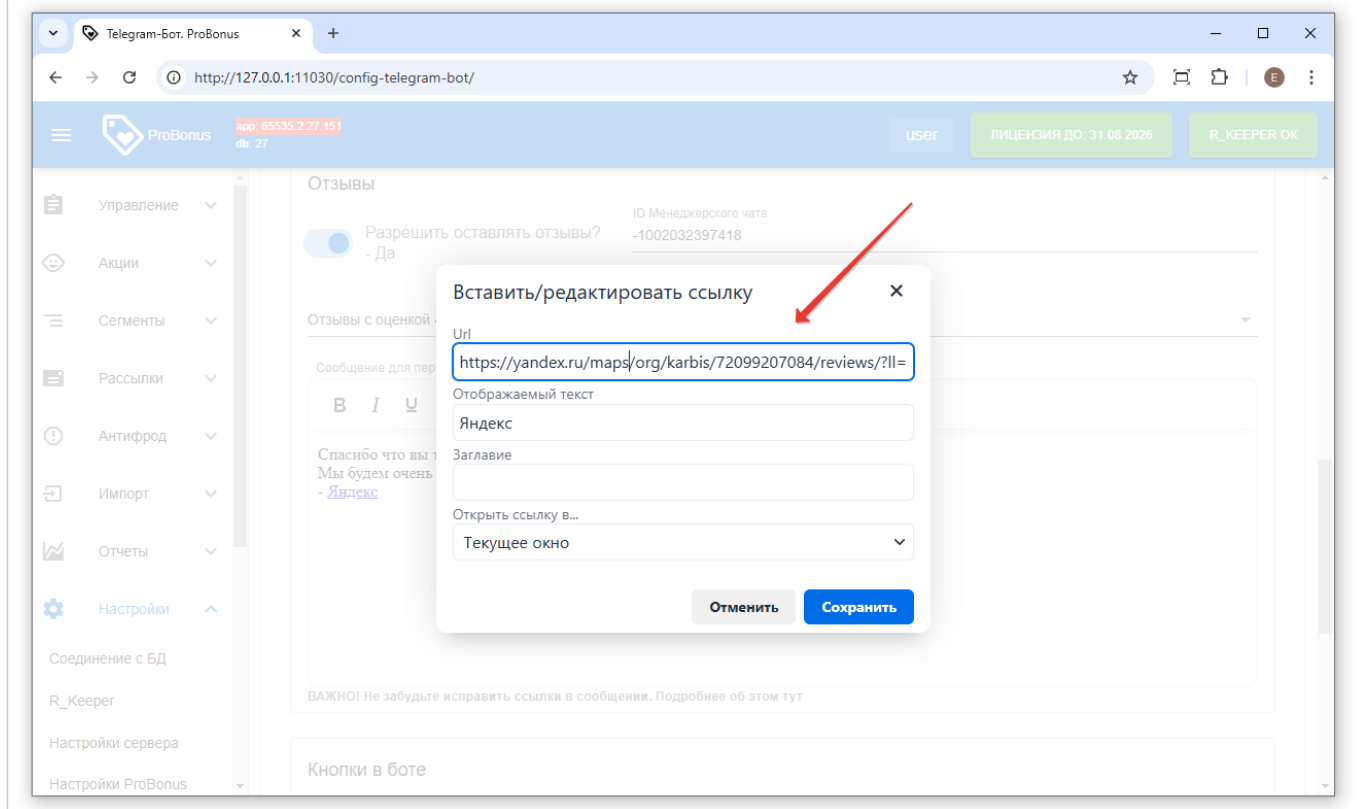 Telegram-Бот. ProBonus
http://127.0.0.1:11030/config-telegram-bot/
E
ProBonus
app: 65535.2.27.151
db: 27
user
ЛИЦЕНЗИЯ ДО: 31.08.2026
R_KEEPER OK
Управление
Акции
Сегменты
Рассылки
Антифрод
Импорт
Отчеты
Настройки
Соединение с БД
R_Keeper
Настройки сервера
Настройки ProBonus
Отзывы
Разрешить оставлять отзывы?
- Да
ID Менеджерского чата
-1002032397418
Отзывы с оценкой
Сообщение для пер
B I U
Спасибо что вы
Мы будем очень
- Яндекс
Вставить/редактировать ссылку
Url
https://yandex.ru/maps/org/karbis/72099207084/reviews/?ll=
Отображаемый текст
Яндекс
Заглавие
Открыть ссылку в...
Текущее окно
Отменить
Сохранить
ВАЖНО! Не забудьте исправить ссылки в сообщении. Подробнее об этом тут
Кнопки в боте